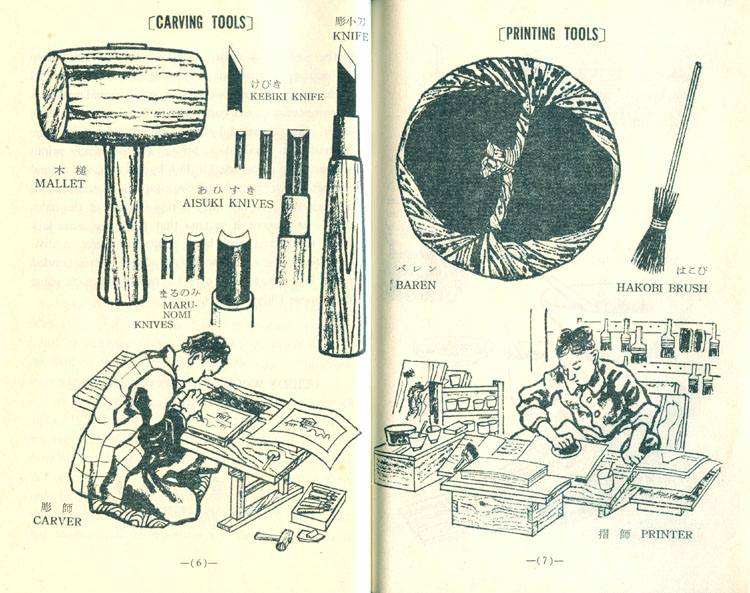 [CARVING TOOLS]
彫小刀
KNIFE
けびき
KEBIKI KNIFE
木槌
MALLET
あひすき
AISUKI KNIVES
まるのみ
MARU-
NOMI
KNIVES
彫師
CARVER
—(6)—
[PRINTING TOOLS]
バレン
BAREN
はこび
HAKOBI BRUSH
摺師 PRINTER
—(7)—